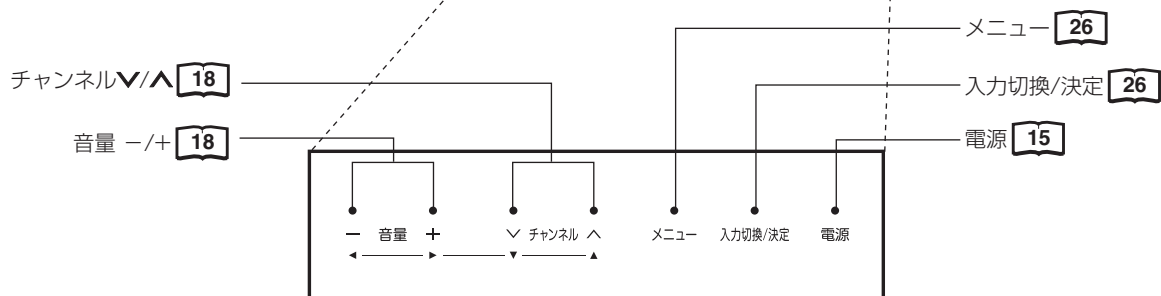 メニュー 26
チャンネル∨/∧ 18
入力切換/決定 26
音量 −/+ 18
電源 15
− 音量 + ∨ チャンネル ∧ メニュー 入力切換/決定 電源
◀ ▶ ▼ ▲